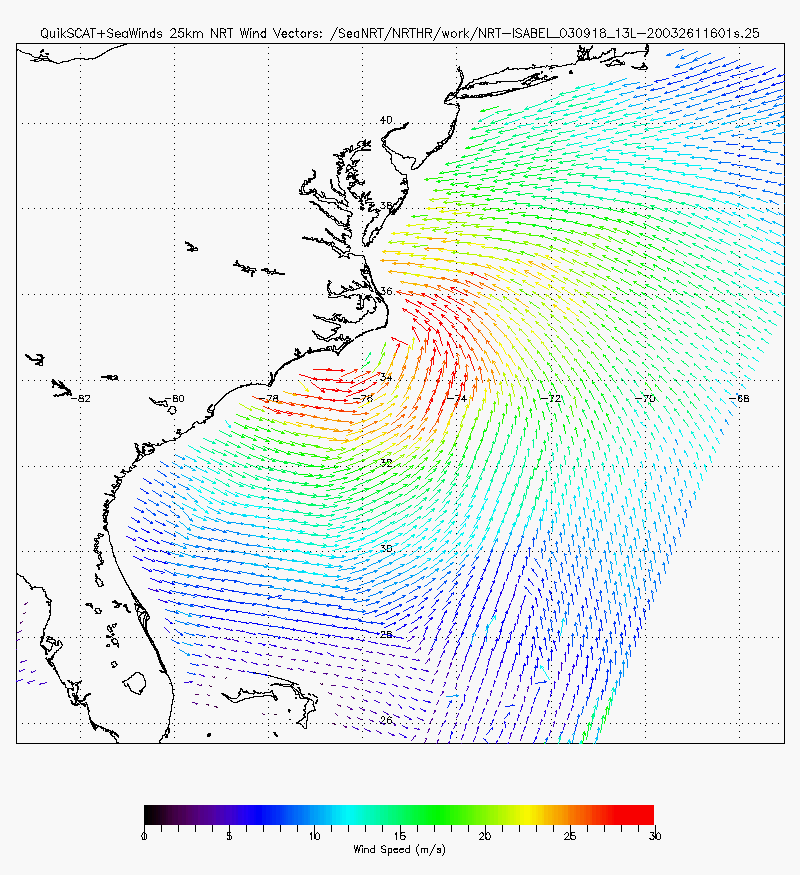 QuikSCAT+SeaWinds 25km NRT Wind Vectors: /SeaNRT/NRTHR/work/NRT-ISABEL_030918_13L-20032611601s.25
40
38
36
34
-82 -80 -78 -76 -74 -72 -70 -68
32
30
28
26
0 5 10 15 20 25 30
Wind Speed (m/s)